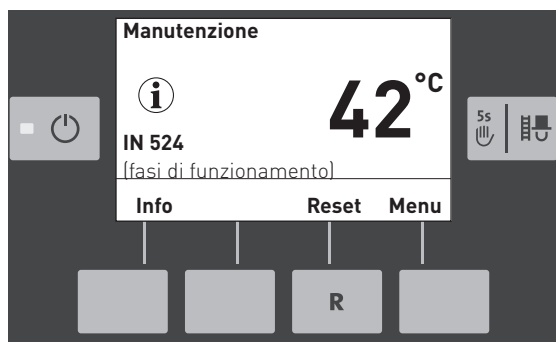 Manutenzione
i
42 °C
IN 524
(fasi di funzionamento)
Info Reset Menu
5s
R